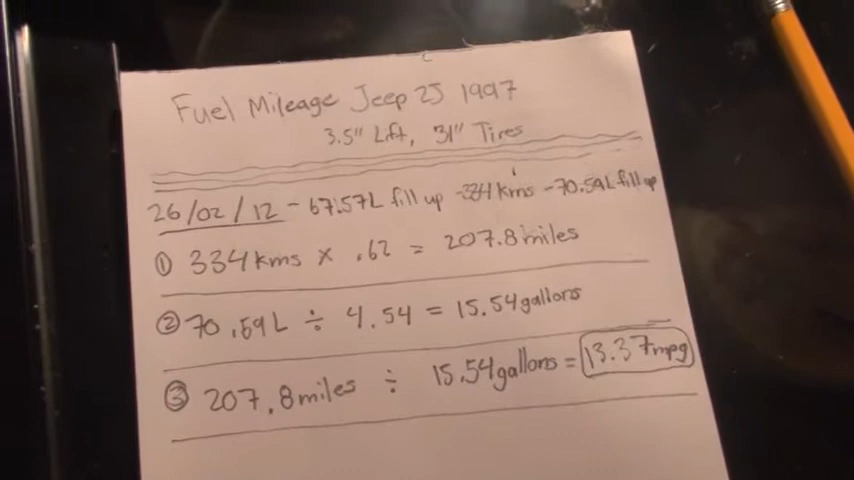 Fuel Mileage Jeep ZJ 1997
3.5" Lift, 31" Tires
26/02/12 - 67.57L fill up - 334 kms - 70.59L fill up
① 334 kms × .62 = 207.8 miles
② 70.59L ÷ 4.54 = 15.54 gallons
③ 207.8 miles ÷ 15.54 gallons = 13.37 mpg